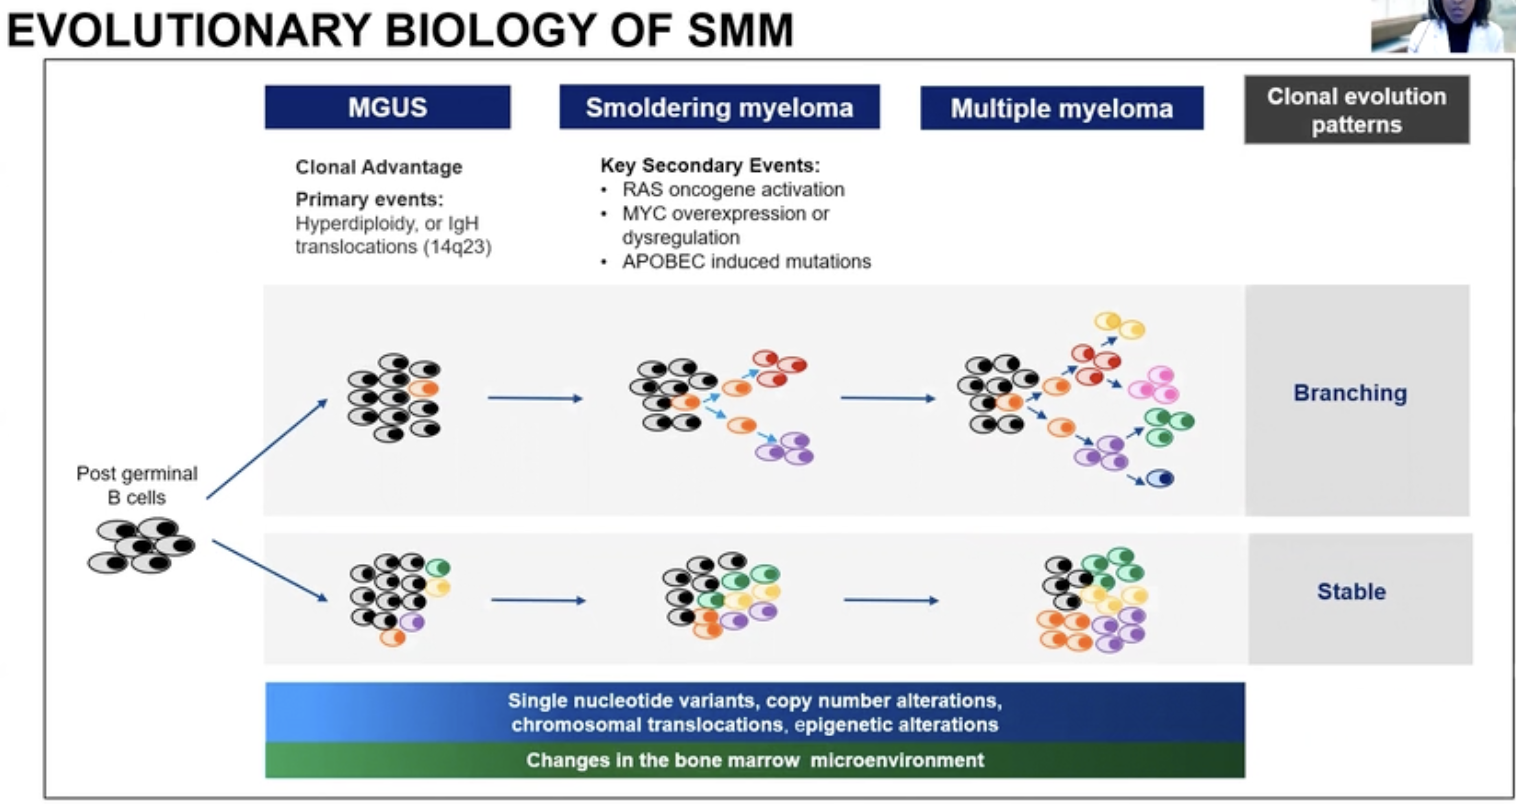 EVOLUTIONARY BIOLOGY OF SMM
MGUS
Smoldering myeloma
Multiple myeloma
Clonal evolution
patterns
Clonal Advantage
Primary events:
Hyperdiploidy, or IgH
translocations (14q23)
Key Secondary Events:
• RAS oncogene activation
• MYC overexpression or
dysregulation
• APOBEC induced mutations
Branching
Post germinal
B cells
Stable
Single nucleotide variants, copy number alterations,
chromosomal translocations, epigenetic alterations
Changes in the bone marrow microenvironment